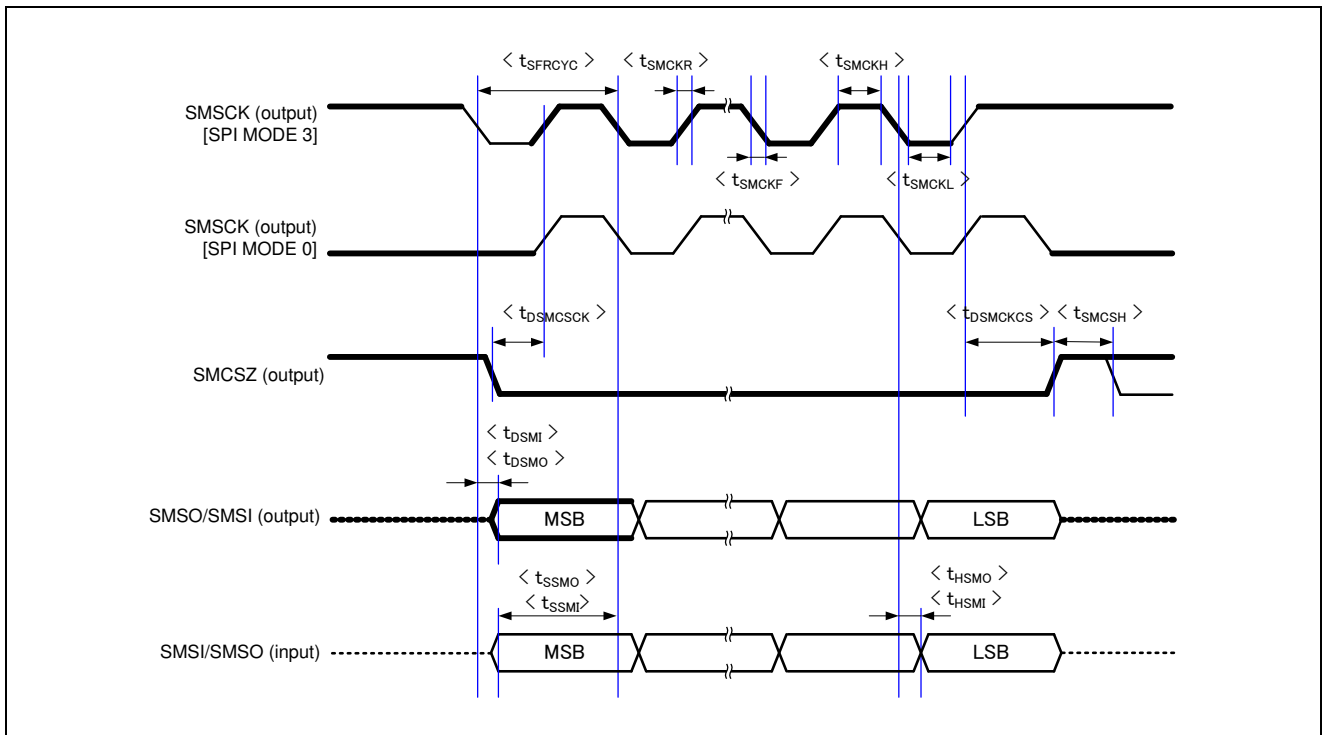 < tSFRCYC > < tSMCKR > < tSMCKH >
SMSCK (output)
[SPI MODE 3]
< tSMCKF > < tSMCKL >
SMSCK (output)
[SPI MODE 0]
< tDSMCSCK > < tDSMCKCS > < tSMCSH >
SMCSZ (output)
< tDSMI >
< tDSMO >
SMSO/SMSI (output) MSB LSB
< tSSMO > < tHSMO >
< tSSMI> < tHSMI >
SMSI/SMSO (input) MSB LSB